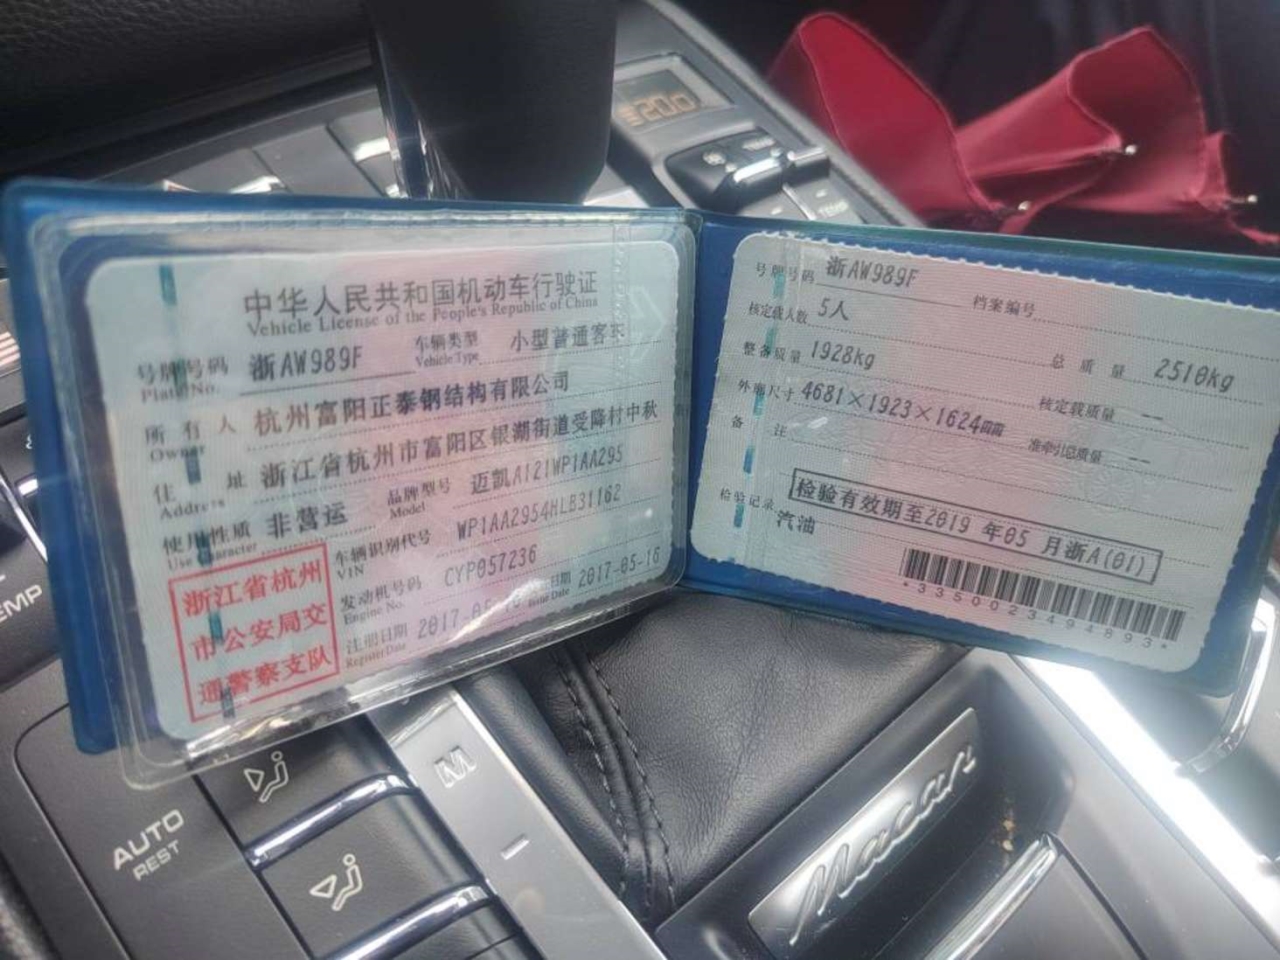 中华人民共和国机动车行驶证
Vehicle License of the People's Republic of China
号牌号码 浙AW989F 车辆类型 小型普通客车
Plate No. Vehicle Type
所有人 杭州富阳正泰钢结构有限公司
Owner
住址 浙江省杭州市富阳区银湖街道受降村中秋
Address
使用性质 非营运 品牌型号 迈凯A121WP1AA295
Use Character Model
车辆识别代号 WP1AA2954HLB31162
VIN
发动机号码 CYP057236
Engine No.
注册日期 2017-05- 日期 2017-05-16
Register Date Issue Date
浙江省杭州
市公安局交
通警察支队
号牌号码 浙AW989F 档案编号
核定载人数 5人 总质量 2510kg
整备质量 1928kg 核定载质量 --
外廓尺寸 4681×1923×1624 准牵引总质量 --
备注
检验有效期至2019年05月浙A(01)
检验记录
汽油
*3350023494893*
20
AUTO
REST
TEMP
M
Macan